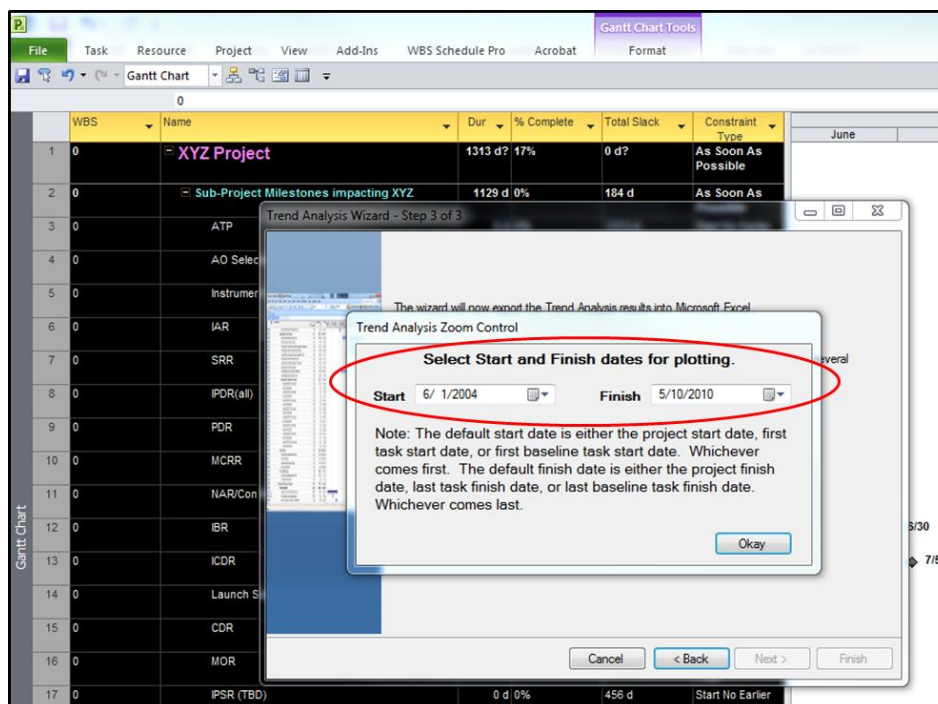 Gantt Chart Tools
File Task Resource Project View Add-Ins WBS Schedule Pro Acrobat Format
Gantt Chart
0
WBS Name Dur % Complete Total Slack Constraint Type
June
1 0 XYZ Project 1313 d? 17% 0 d? As Soon As Possible
2 0 Sub-Project Milestones impacting XYZ 1129 d 0% 184 d As Soon As
Trend Analysis Wizard - Step 3 of 3
3 0 ATP
4 0 AO Selec
5 0 Instrumer
The wizard will now export the Trend Analysis results into Microsoft Excel
6 0 IAR
Trend Analysis Zoom Control
7 0 SRR
Select Start and Finish dates for plotting.
everal
8 0 IPDR(all)
Start 6/ 1/2004 Finish 5/10/2010
9 0 PDR
Note: The default start date is either the project start date, first
task start date, or first baseline task start date. Whichever
10 0 MCRR
comes first. The default finish date is either the project finish
date, last task finish date, or last baseline task finish date.
11 0 NAR/Con
Whichever comes last.
12 0 IBR
6/30
Okay
13 0 ICDR
7/5
14 0 Launch S
15 0 CDR
16 0 MOR
Cancel < Back Next > Finish
17 0 IPSR (TBD) 0 d 0% 456 d Start No Earlier
Gantt Chart